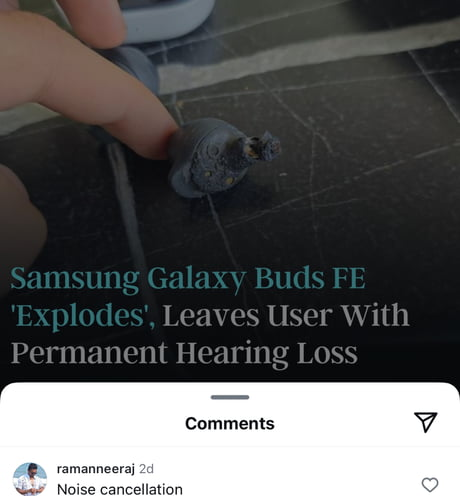 Samsung Galaxy Buds FE
'Explodes', Leaves User With
Permanent Hearing Loss
Comments
ramanneeraj 2d
Noise cancellation